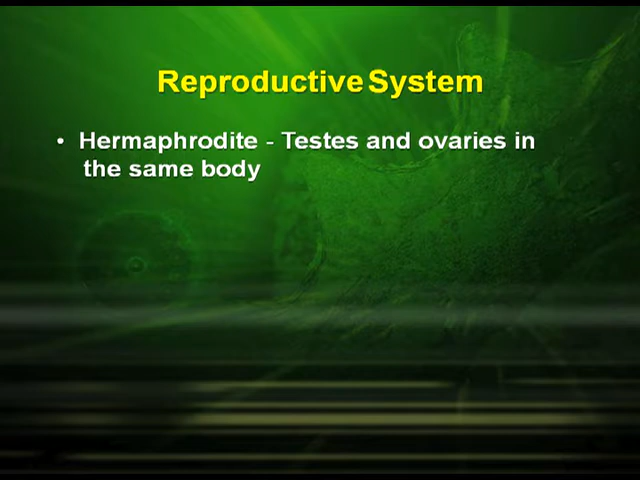 Reproductive System
• Hermaphrodite - Testes and ovaries in
the same body